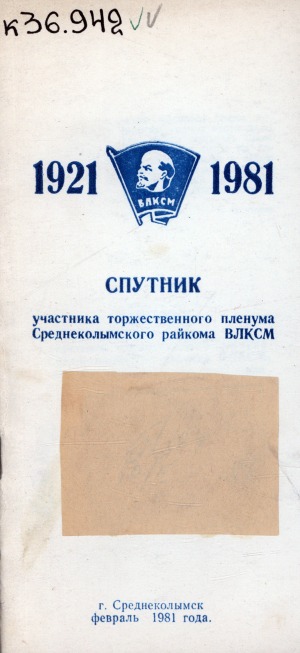 к36.942
1921 ВЛКСМ 1981
СПУТНИК
участника торжественного пленума
Среднеколымского райкома ВЛКСМ
г. Среднеколымск
февраль 1981 года.